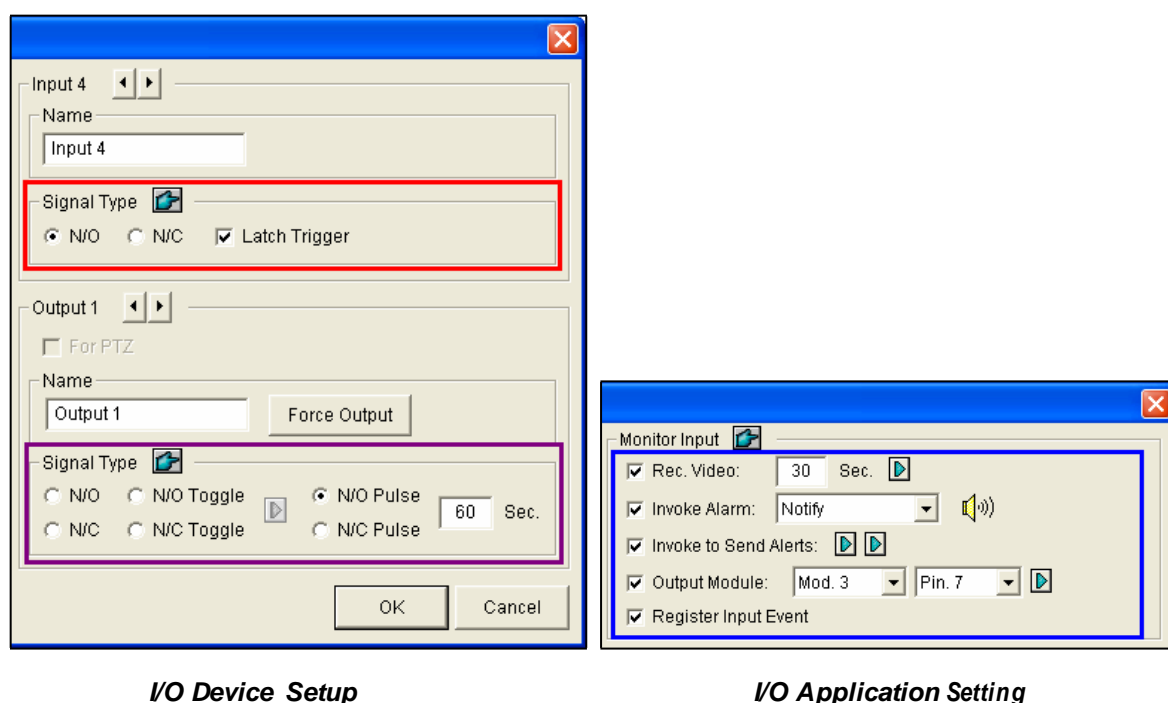 Input 4
Name
Input 4
Signal Type
N/O N/C Latch Trigger
Output 1
For PTZ
Name
Output 1 Force Output
Signal Type
N/O N/O Toggle N/O Pulse
60 Sec.
N/C N/C Toggle N/C Pulse
OK Cancel
I/O Device Setup
Monitor Input
Rec. Video: 30 Sec.
Invoke Alarm: Notify
Invoke to Send Alerts:
Output Module: Mod. 3 Pin. 7
Register Input Event
I/O Application Setting